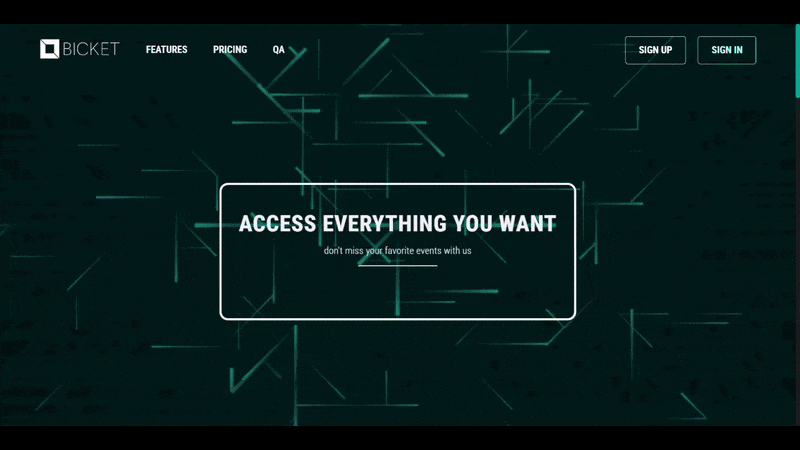 BICKET FEATURES PRICING QA SIGN UP SIGN IN
ACCESS EVERYTHING YOU WANT
don't miss your favorite events with us